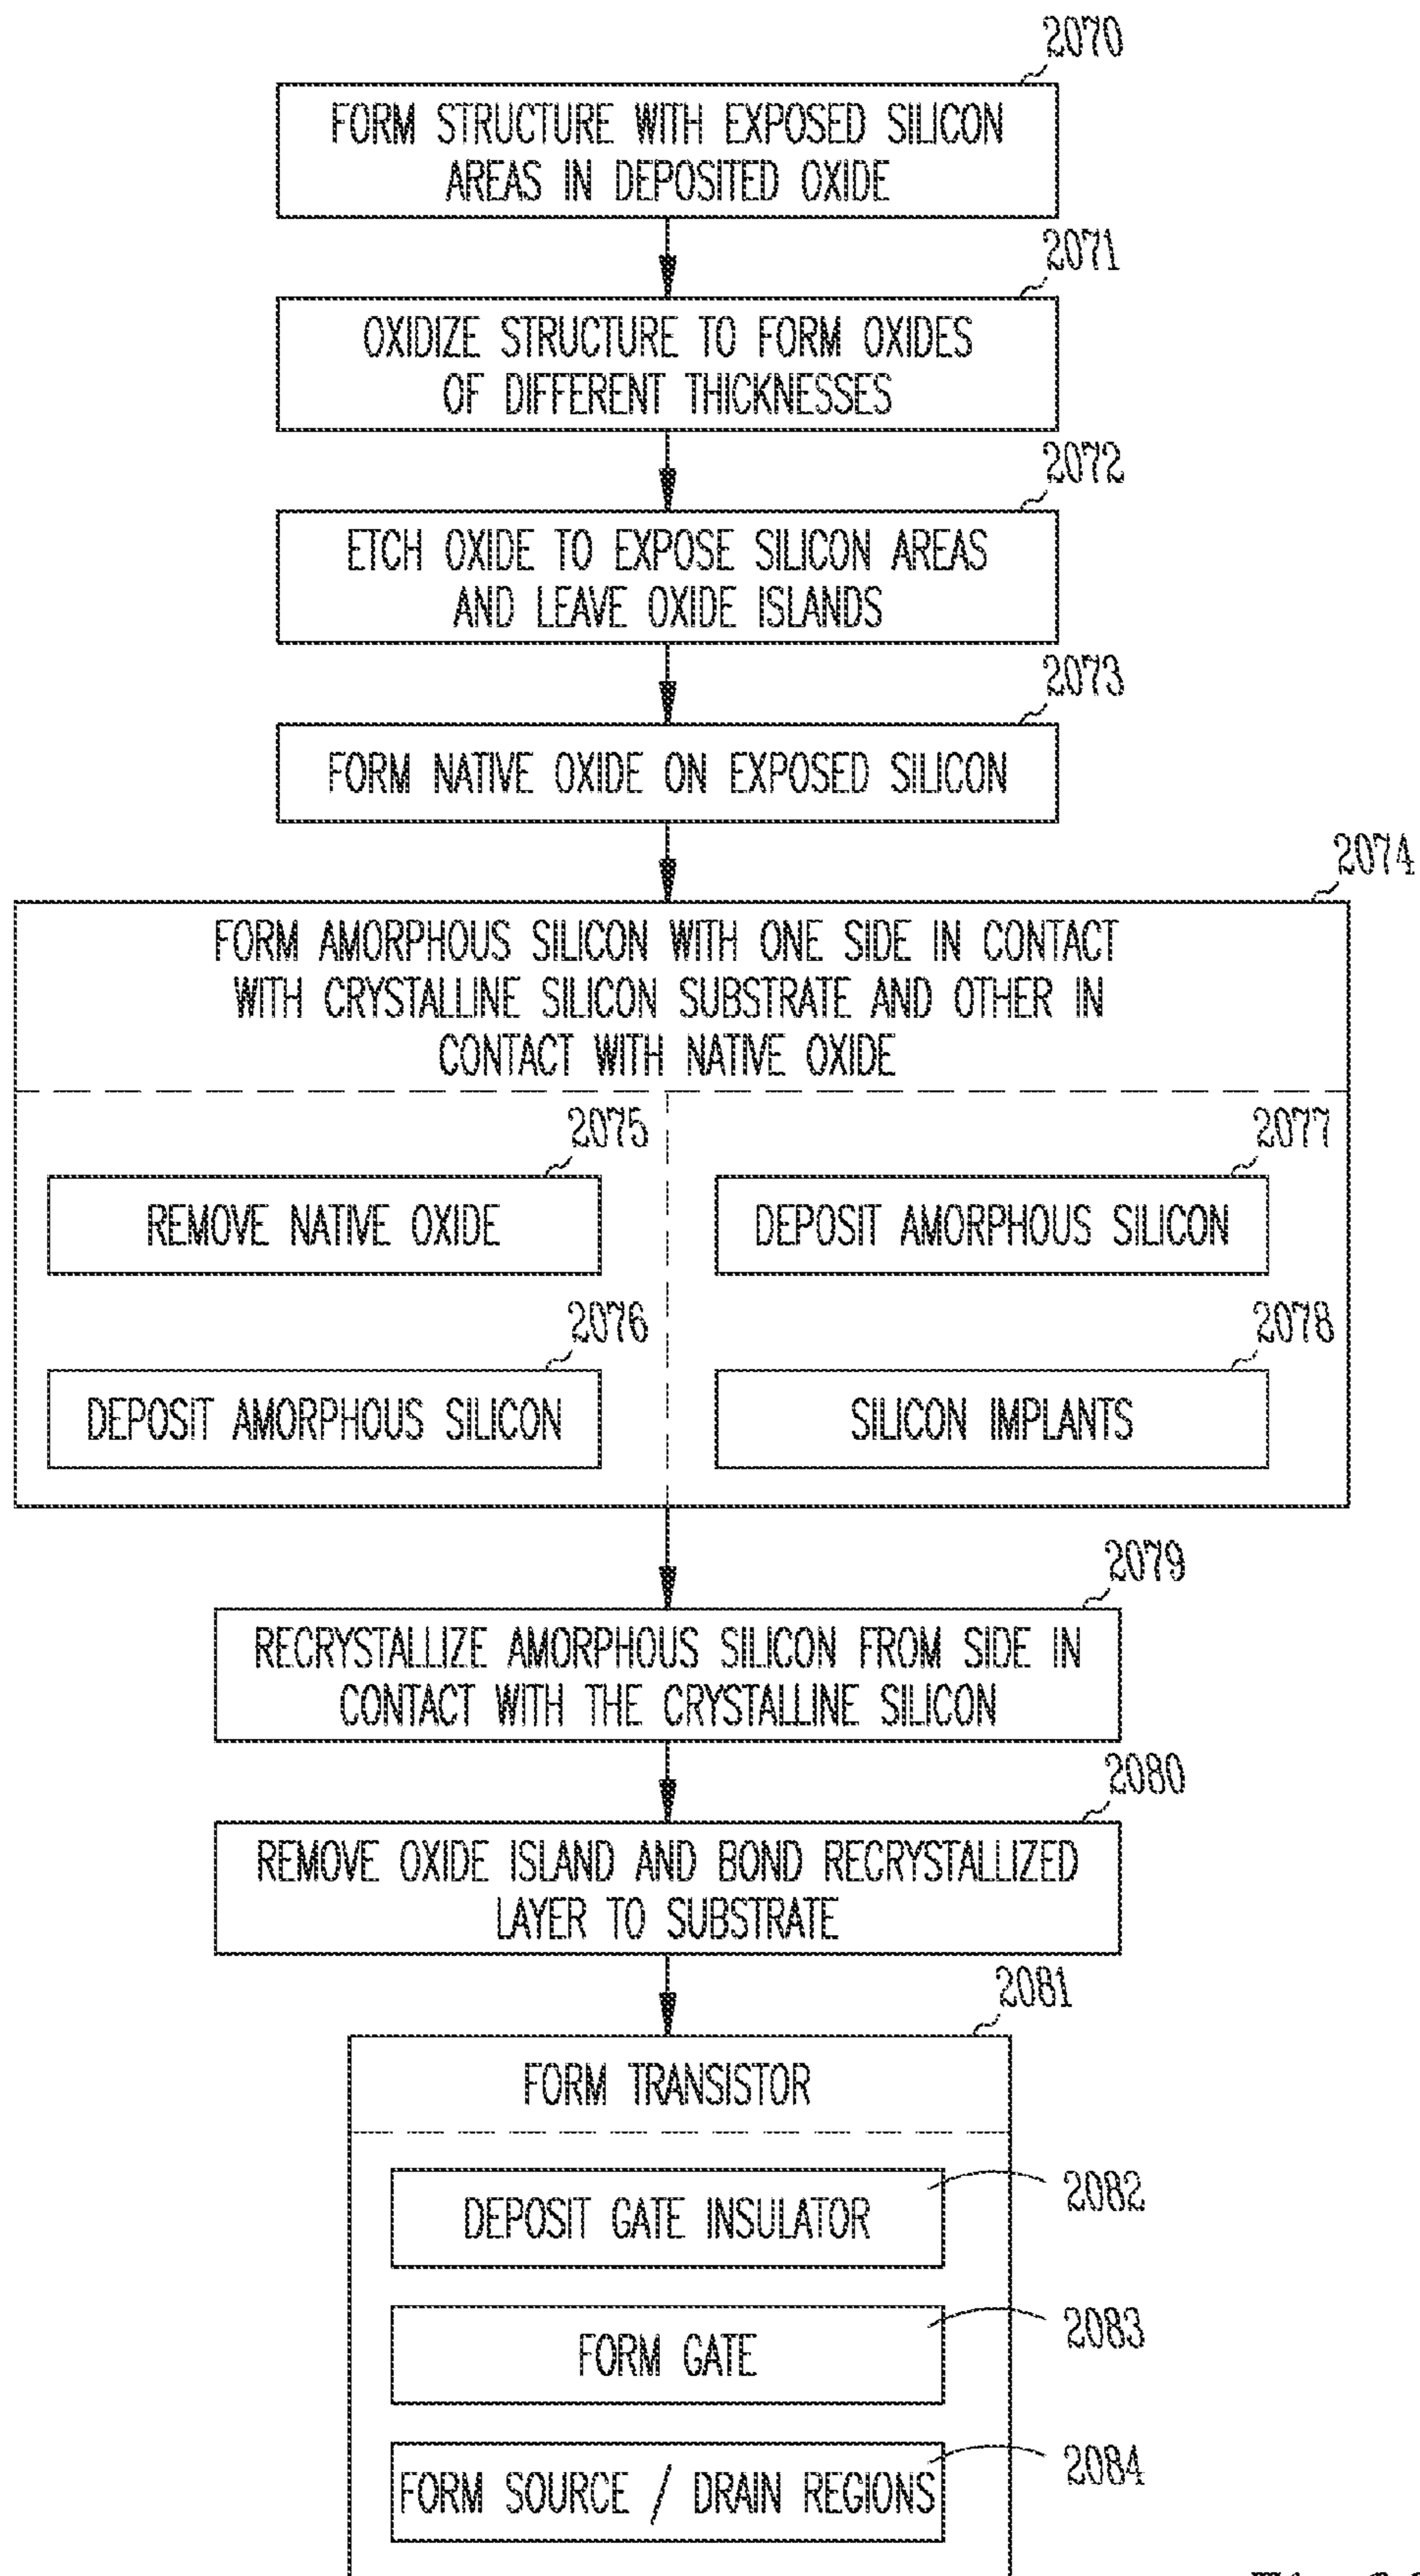 2070
FORM STRUCTURE WITH EXPOSED SILICON
AREAS IN DEPOSITED OXIDE
2071
OXIDIZE STRUCTURE TO FORM OXIDES
OF DIFFERENT THICKNESSES
2072
ETCH OXIDE TO EXPOSE SILICON AREAS
AND LEAVE OXIDE ISLANDS
2073
FORM NATIVE OXIDE ON EXPOSED SILICON
2074
FORM AMORPHOUS SILICON WITH ONE SIDE IN CONTACT
WITH CRYSTALLINE SILICON SUBSTRATE AND OTHER IN
CONTACT WITH NATIVE OXIDE
2075
REMOVE NATIVE OXIDE
2076
DEPOSIT AMORPHOUS SILICON
2077
DEPOSIT AMORPHOUS SILICON
2078
SILICON IMPLANTS
2079
RECRYSTALLIZE AMORPHOUS SILICON FROM SIDE IN
CONTACT WITH THE CRYSTALLINE SILICON
2080
REMOVE OXIDE ISLAND AND BOND RECRYSTALLIZED
LAYER TO SUBSTRATE
2081
FORM TRANSISTOR
2082
DEPOSIT GATE INSULATOR
2083
FORM GATE
2084
FORM SOURCE / DRAIN REGIONS